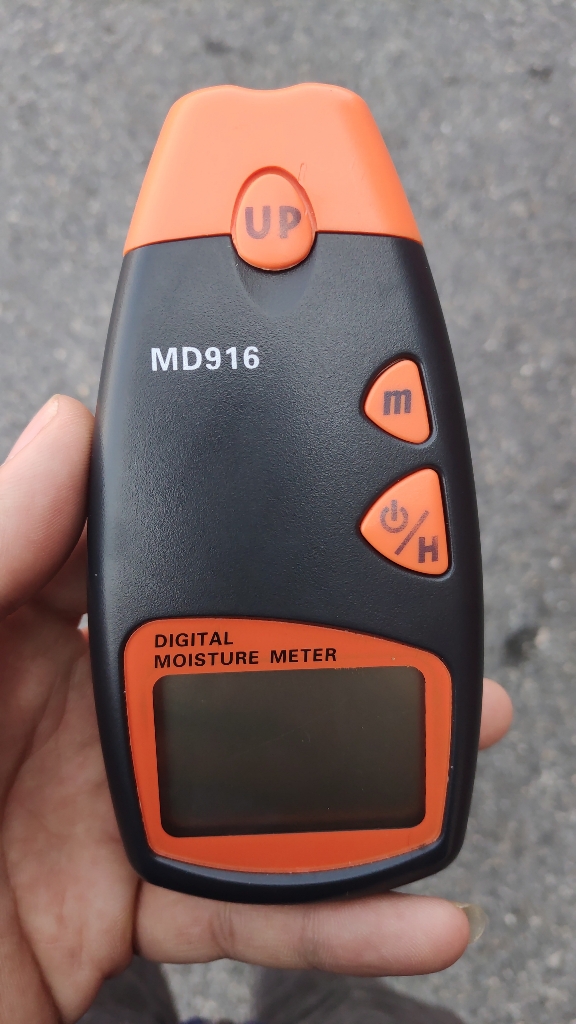 UP
MD916
m
⏻/H
DIGITAL
MOISTURE METER